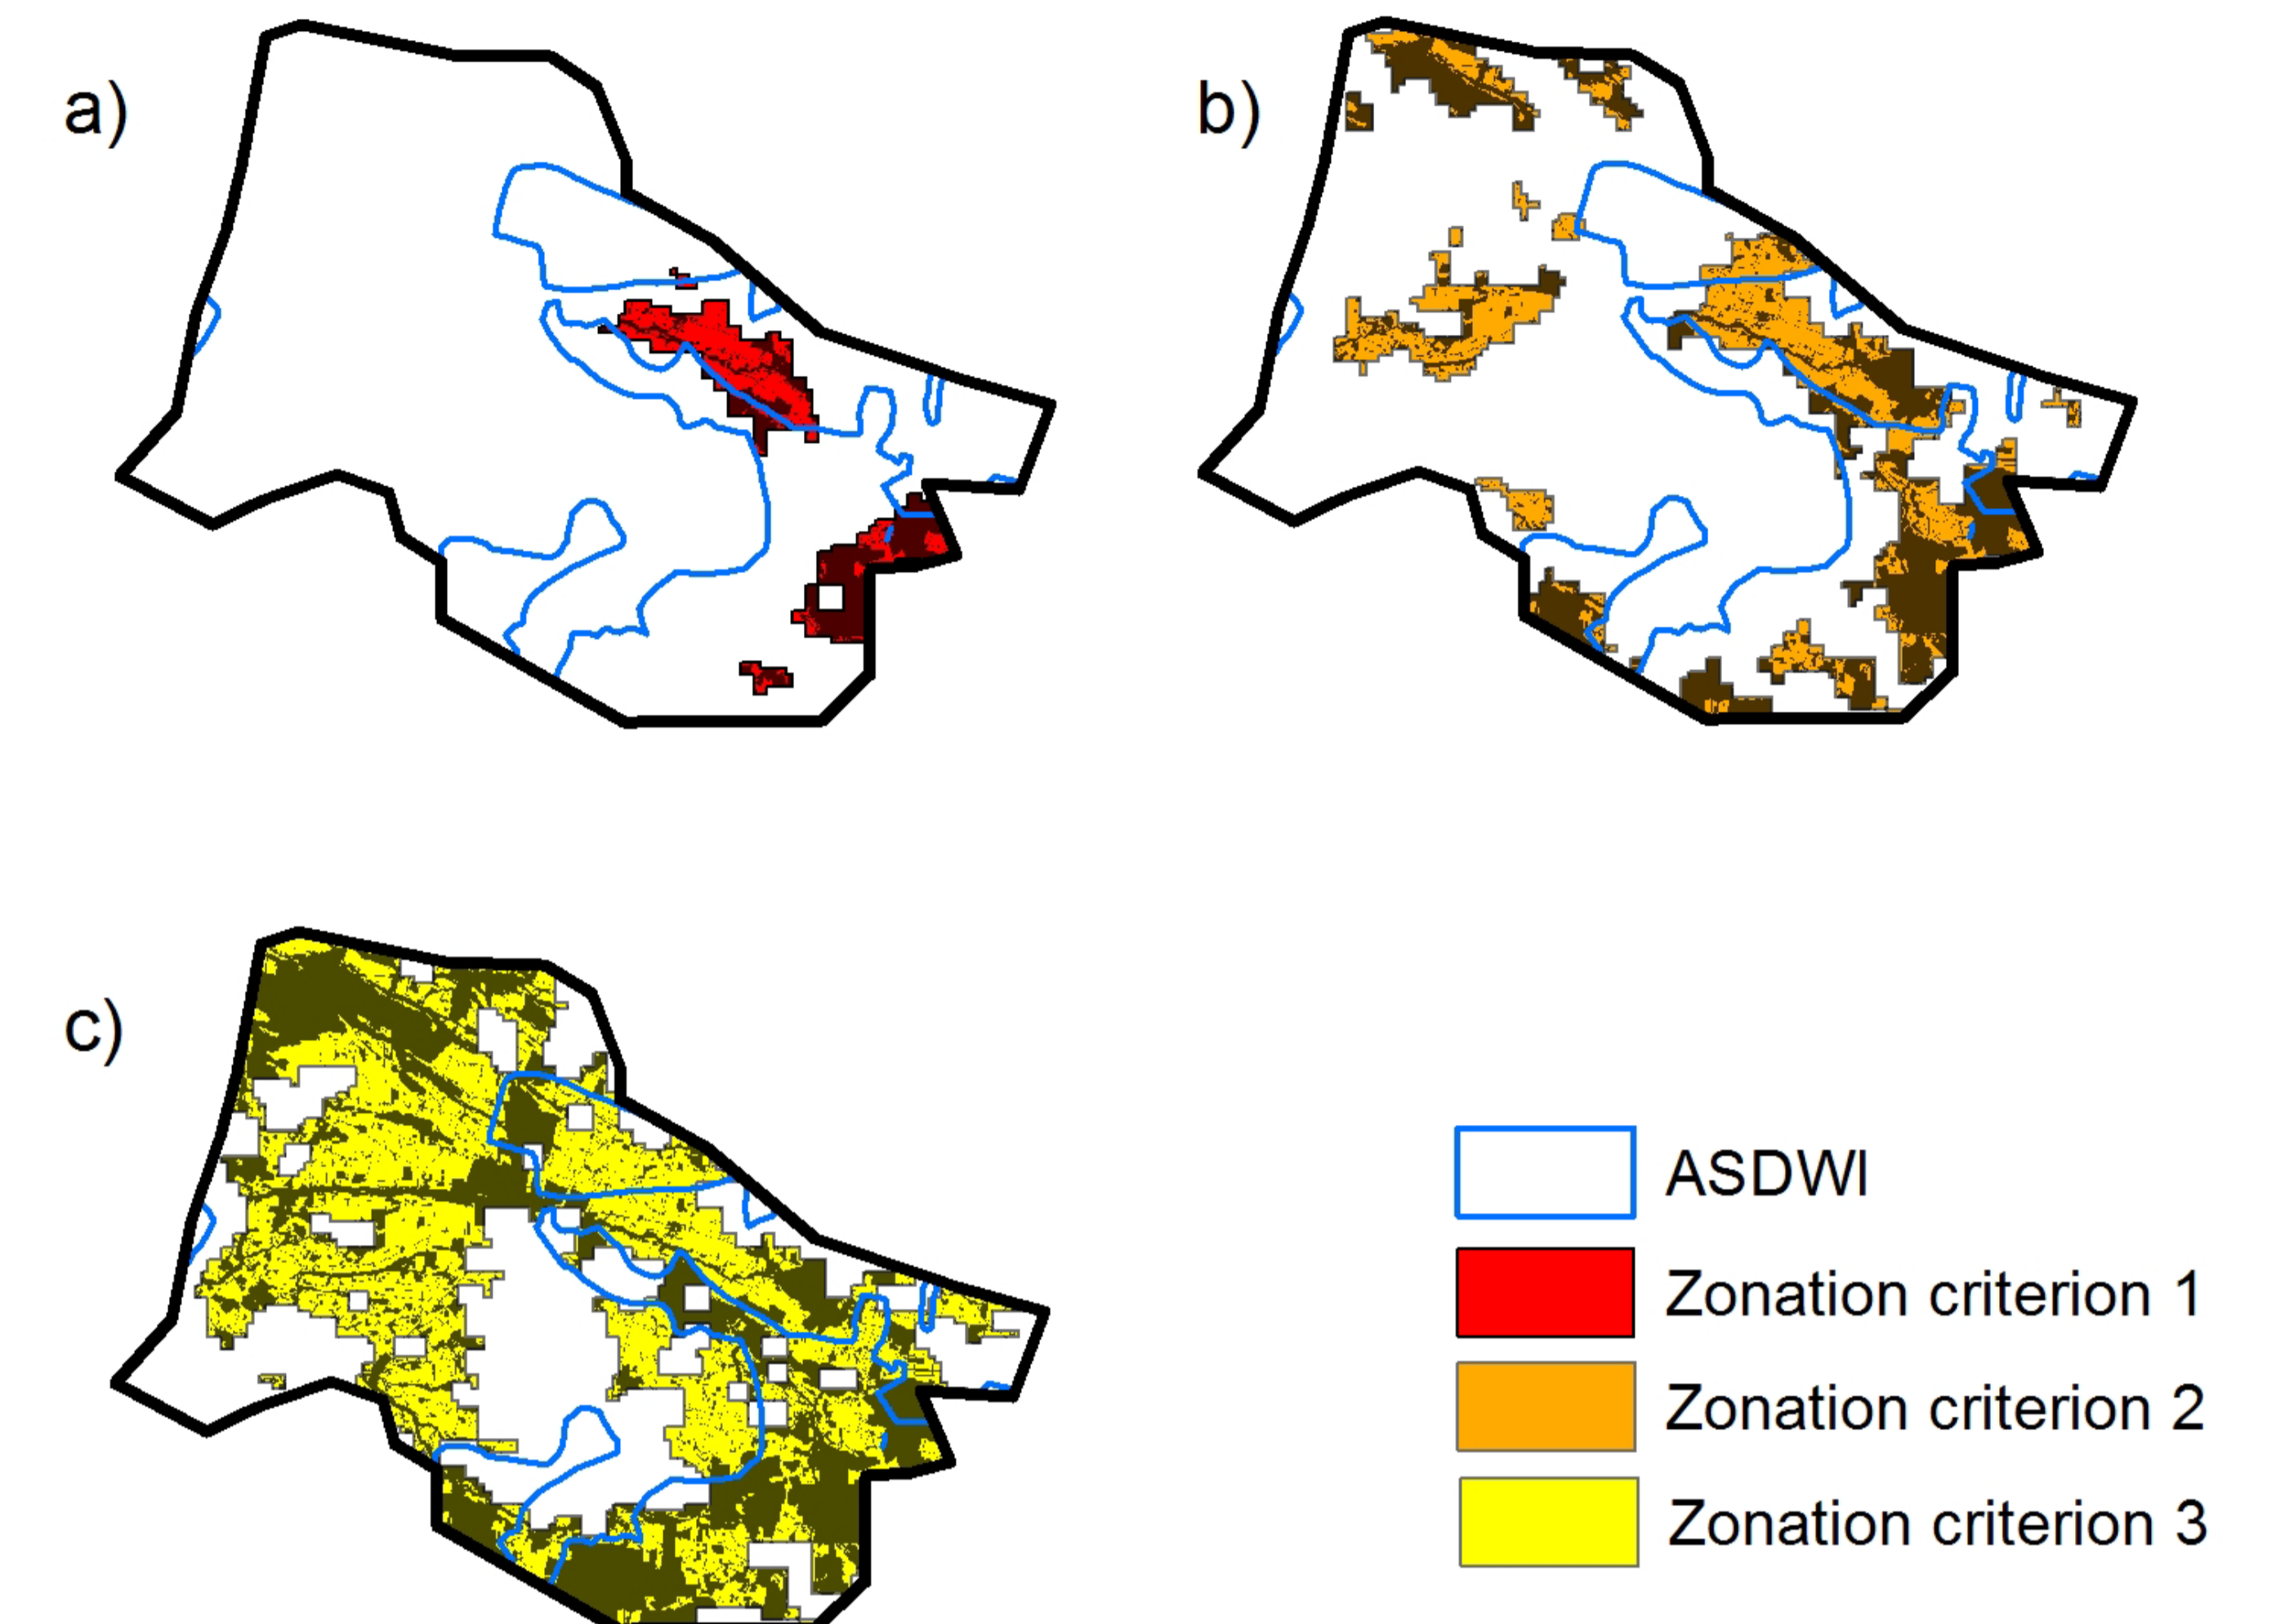 a)
b)
c)
ASDWI
Zonation criterion 1
Zonation criterion 2
Zonation criterion 3